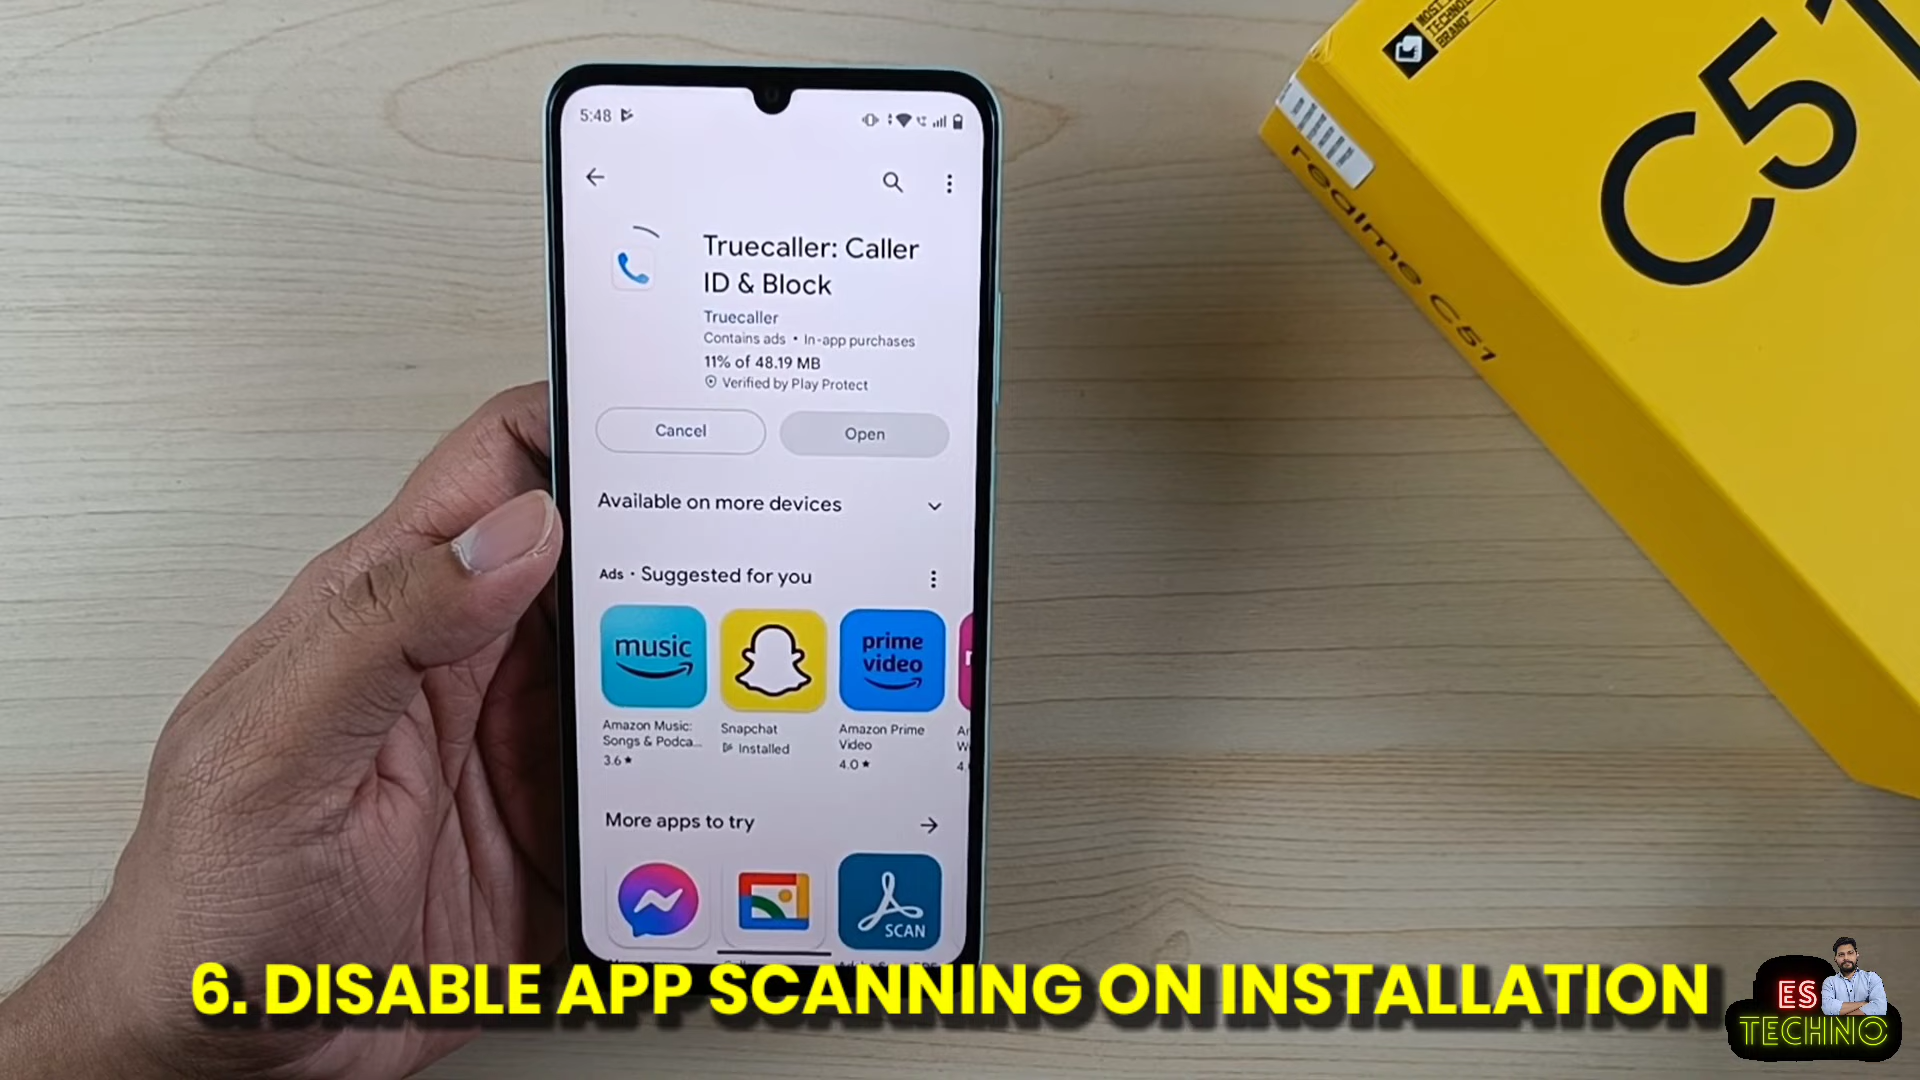 5:48
Truecaller: Caller
ID & Block
Truecaller
Contains ads • In-app purchases
11% of 48.19 MB
Verified by Play Protect
Cancel
Open
Available on more devices
Ads • Suggested for you
music
prime
video
Amazon Music:
Songs & Podca...
3.6★
Snapchat
Installed
Amazon Prime
Video
4.0★
More apps to try
SCAN
C51
realme C51
6. DISABLE APP SCANNING ON INSTALLATION
ES
TECHNO